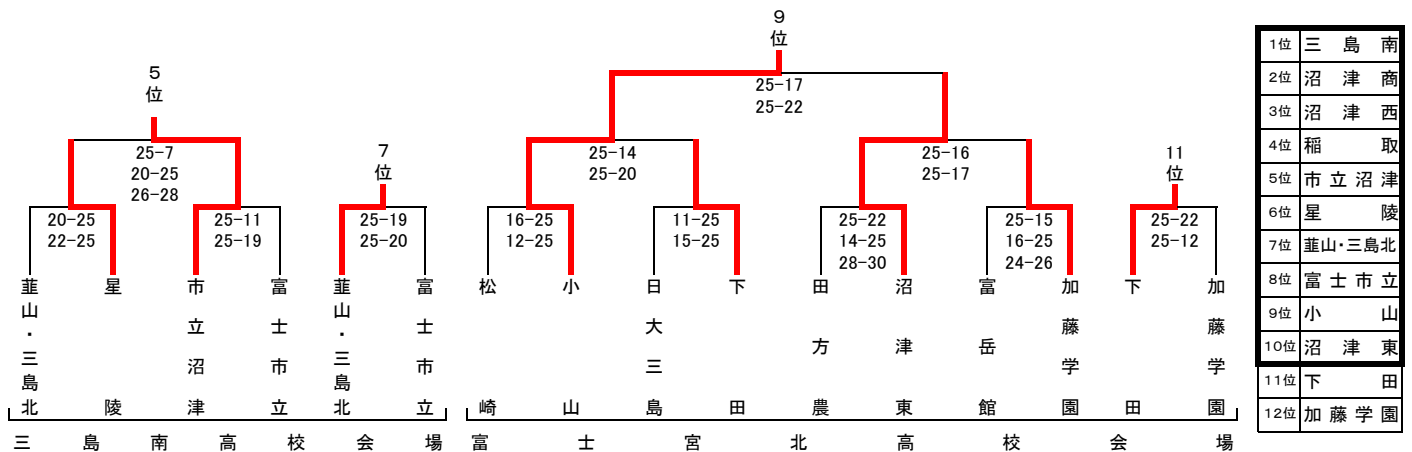 5位
25-7
20-25
26-28
20-25
22-25
25-11
25-19
7位
25-19
25-20
韮山・三島北
星陵
市立沼津
富士市立
韮山・三島北
富士市立
三島南高校会場
9位
25-17
25-22
25-14
25-20
25-16
25-17
16-25
12-25
11-25
15-25
25-22
14-25
28-30
25-15
16-25
24-26
11位
25-22
25-12
松崎
小山
日大三島
下田
田方農
沼津東
富岳館
加藤学園
下田
加藤学園
富士宮北高校会場
1位 三島南
2位 沼津商
3位 沼津西
4位 稲取
5位 市立沼津
6位 星陵
7位 韮山・三島北
8位 富士市立
9位 小山
10位 沼津東
11位 下田
12位 加藤学園